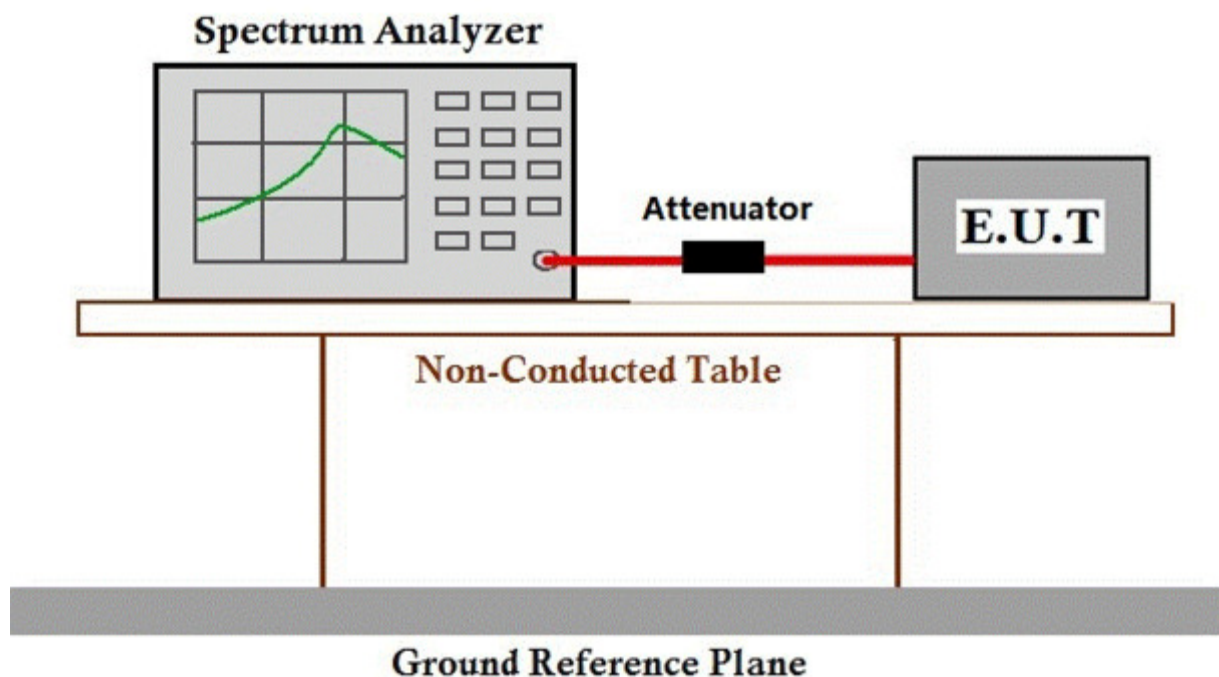 Spectrum Analyzer
Attenuator
E.U.T
Non-Conducted Table
Ground Reference Plane